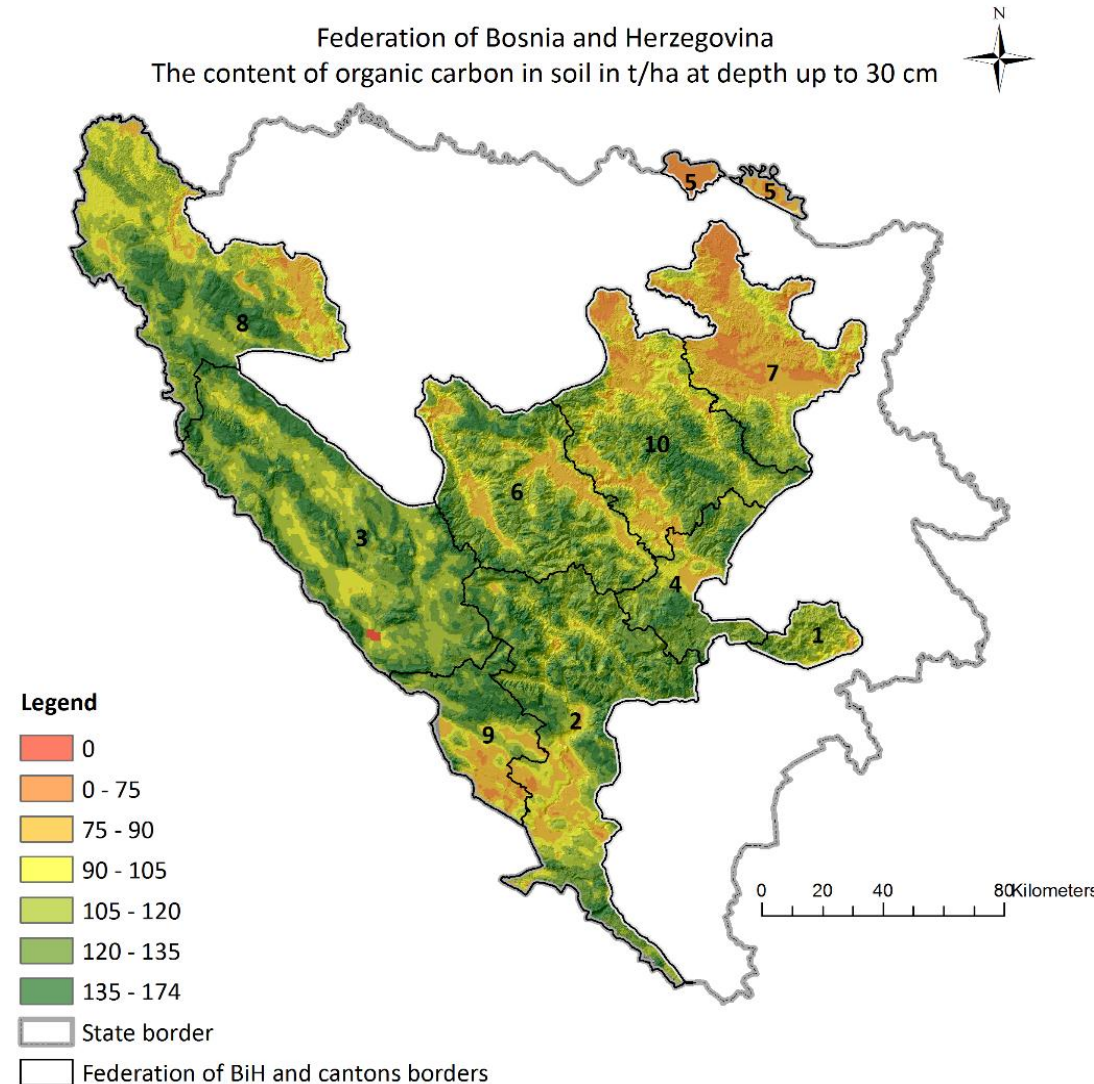 Federation of Bosnia and Herzegovina
The content of organic carbon in soil in t/ha at depth up to 30 cm
N
5
5
8
7
10
6
3
4
1
2
9
Legend
0
0 - 75
75 - 90
90 - 105
105 - 120
120 - 135
135 - 174
State border
Federation of BiH and cantons borders
0 20 40 80 Kilometers